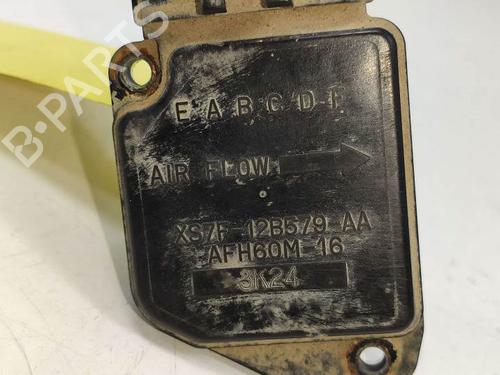 B-PARTS
E A B C D F
AIR FLOW
XS7F 12B579 AA
AFH60M 16
3K24